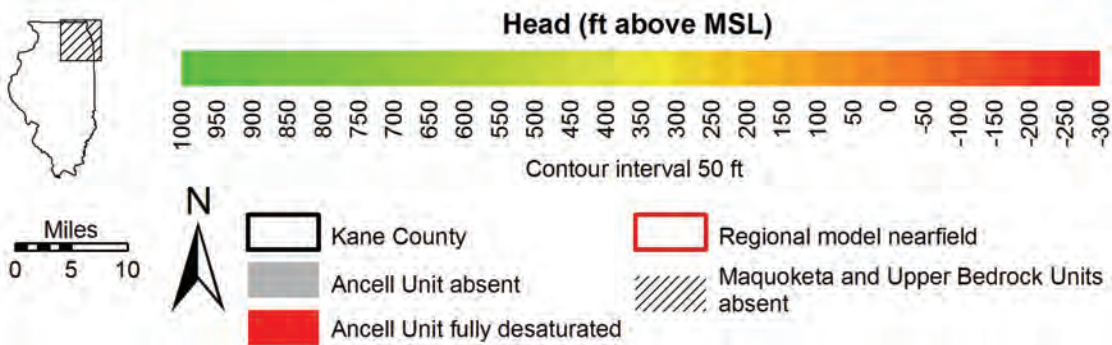 Head (ft above MSL)
1000 950 900 850 800 750 700 650 600 550 500 450 400 350 300 250 200 150 100 50 0 -50 -100 -150 -200 -250 -300
Contour interval 50 ft
Miles
0 5 10
N
Kane County
Ancell Unit absent
Ancell Unit fully desaturated
Regional model nearfield
Maquoketa and Upper Bedrock Units
absent